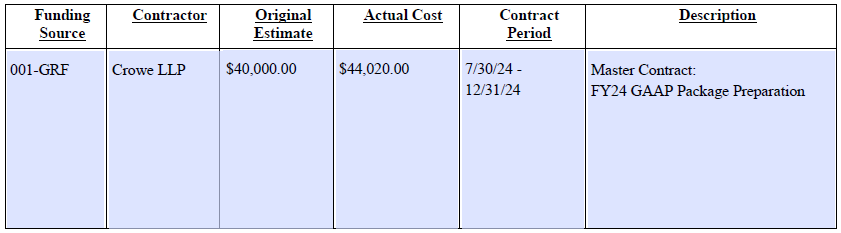 Funding Source Contractor Original Estimate Actual Cost Contract Period Description
001-GRF Crowe LLP $40,000.00 $44,020.00 7/30/24 - Master Contract:
12/31/24 FY24 GAAP Package Preparation